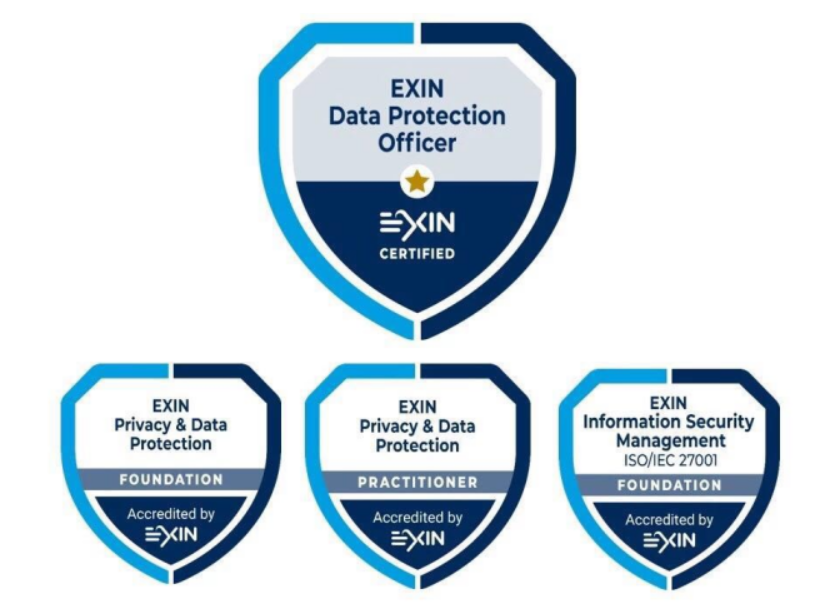 EXIN
Data Protection
Officer
EXIN
CERTIFIED
EXIN
Privacy & Data
Protection
FOUNDATION
Accredited by
EXIN
EXIN
Privacy & Data
Protection
PRACTITIONER
Accredited by
EXIN
EXIN
Information Security
Management
ISO/IEC 27001
FOUNDATION
Accredited by
EXIN